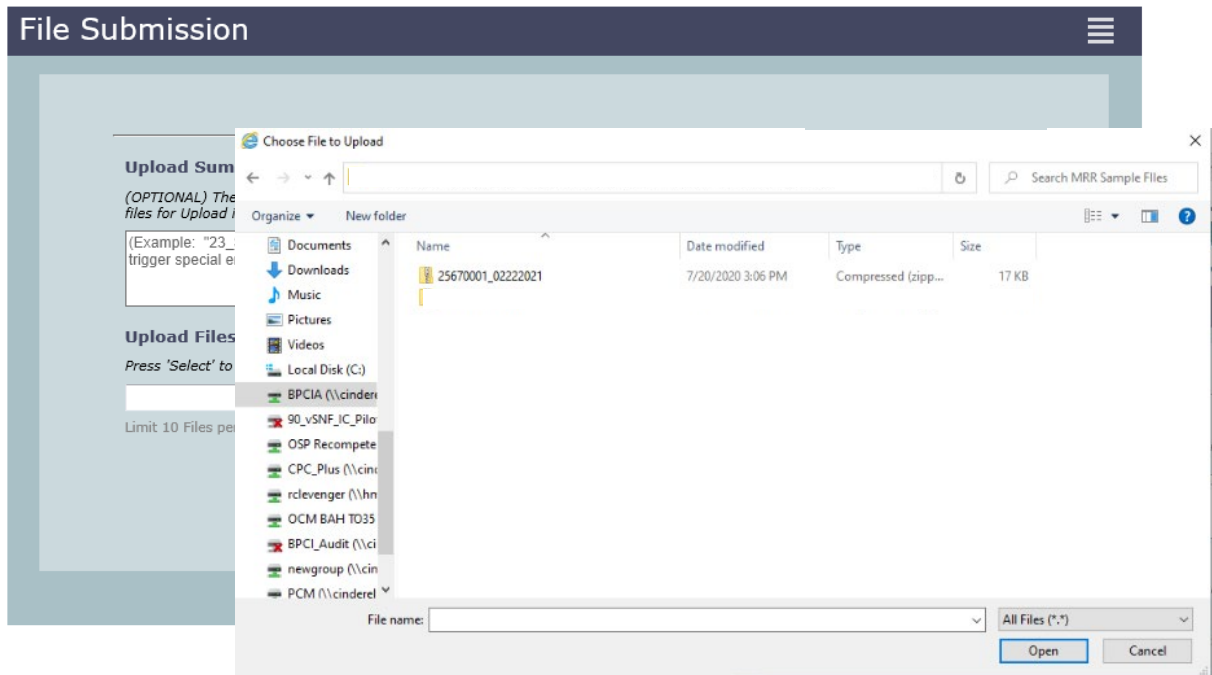 File Submission
Choose File to Upload
Upload Sum
(OPTIONAL) The
files for Upload i
(Example: "23_
trigger special e
Upload Files
Press 'Select' to
Limit 10 Files pe
Search MRR Sample FIles
Organize
New folder
Documents
Downloads
Music
Pictures
Videos
Local Disk (C:)
BPCIA (\\cindere
90_vSNF_IC_Pilo
OSP Recompete
CPC_Plus (\\cinc
rclevenger (\\hn
OCM BAH TO35
BPCI_Audit (\\ci
newgroup (\\cin
PCM (\\cinderel
Name
Date modified
Type
Size
25670001_02222021
7/20/2020 3:06 PM
Compressed (zipp...
17 KB
File name:
All Files (*.*)
Open
Cancel